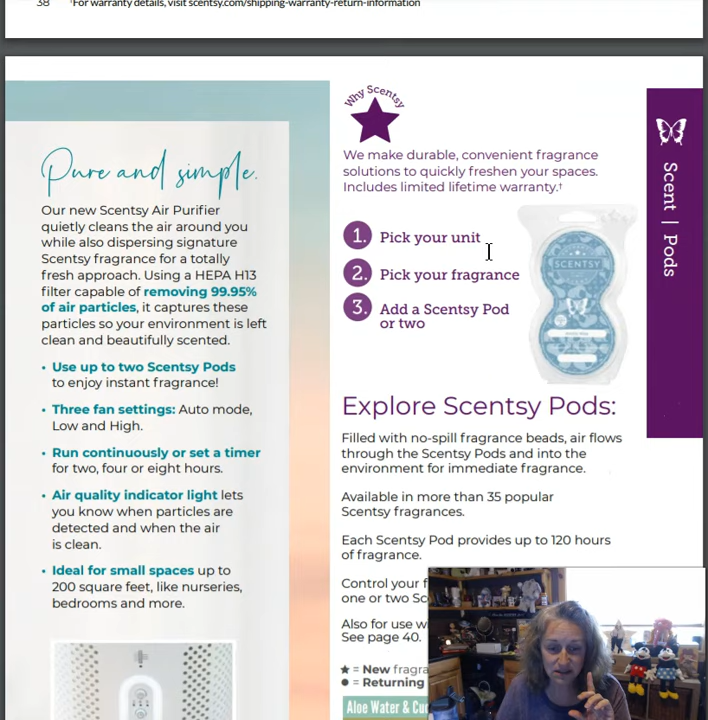 38 †For warranty details, visit scentsy.com/shipping-warranty-return-information
Pure and simple.
Our new Scentsy Air Purifier
quietly cleans the air around you
while also dispersing signature
Scentsy fragrance for a totally
fresh approach. Using a HEPA H13
filter capable of removing 99.95%
of air particles, it captures these
particles so your environment is left
clean and beautifully scented.
• Use up to two Scentsy Pods
to enjoy instant fragrance!
• Three fan settings: Auto mode,
Low and High.
• Run continuously or set a timer
for two, four or eight hours.
• Air quality indicator light lets
you know when particles are
detected and when the air
is clean.
• Ideal for small spaces up to
200 square feet, like nurseries,
bedrooms and more.
Why Scentsy
We make durable, convenient fragrance
solutions to quickly freshen your spaces.
Includes limited lifetime warranty.†
1. Pick your unit
2. Pick your fragrance
3. Add a Scentsy Pod
or two
SCENTSY
Explore Scentsy Pods:
Filled with no-spill fragrance beads, air flows
through the Scentsy Pods and into the
environment for immediate fragrance.
Available in more than 35 popular
Scentsy fragrances.
Each Scentsy Pod provides up to 120 hours
of fragrance.
Control your f
one or two Sc
Also for use w
See page 40.
★ = New fragra
● = Returning
Aloe Water & Cu
Scent | Pods